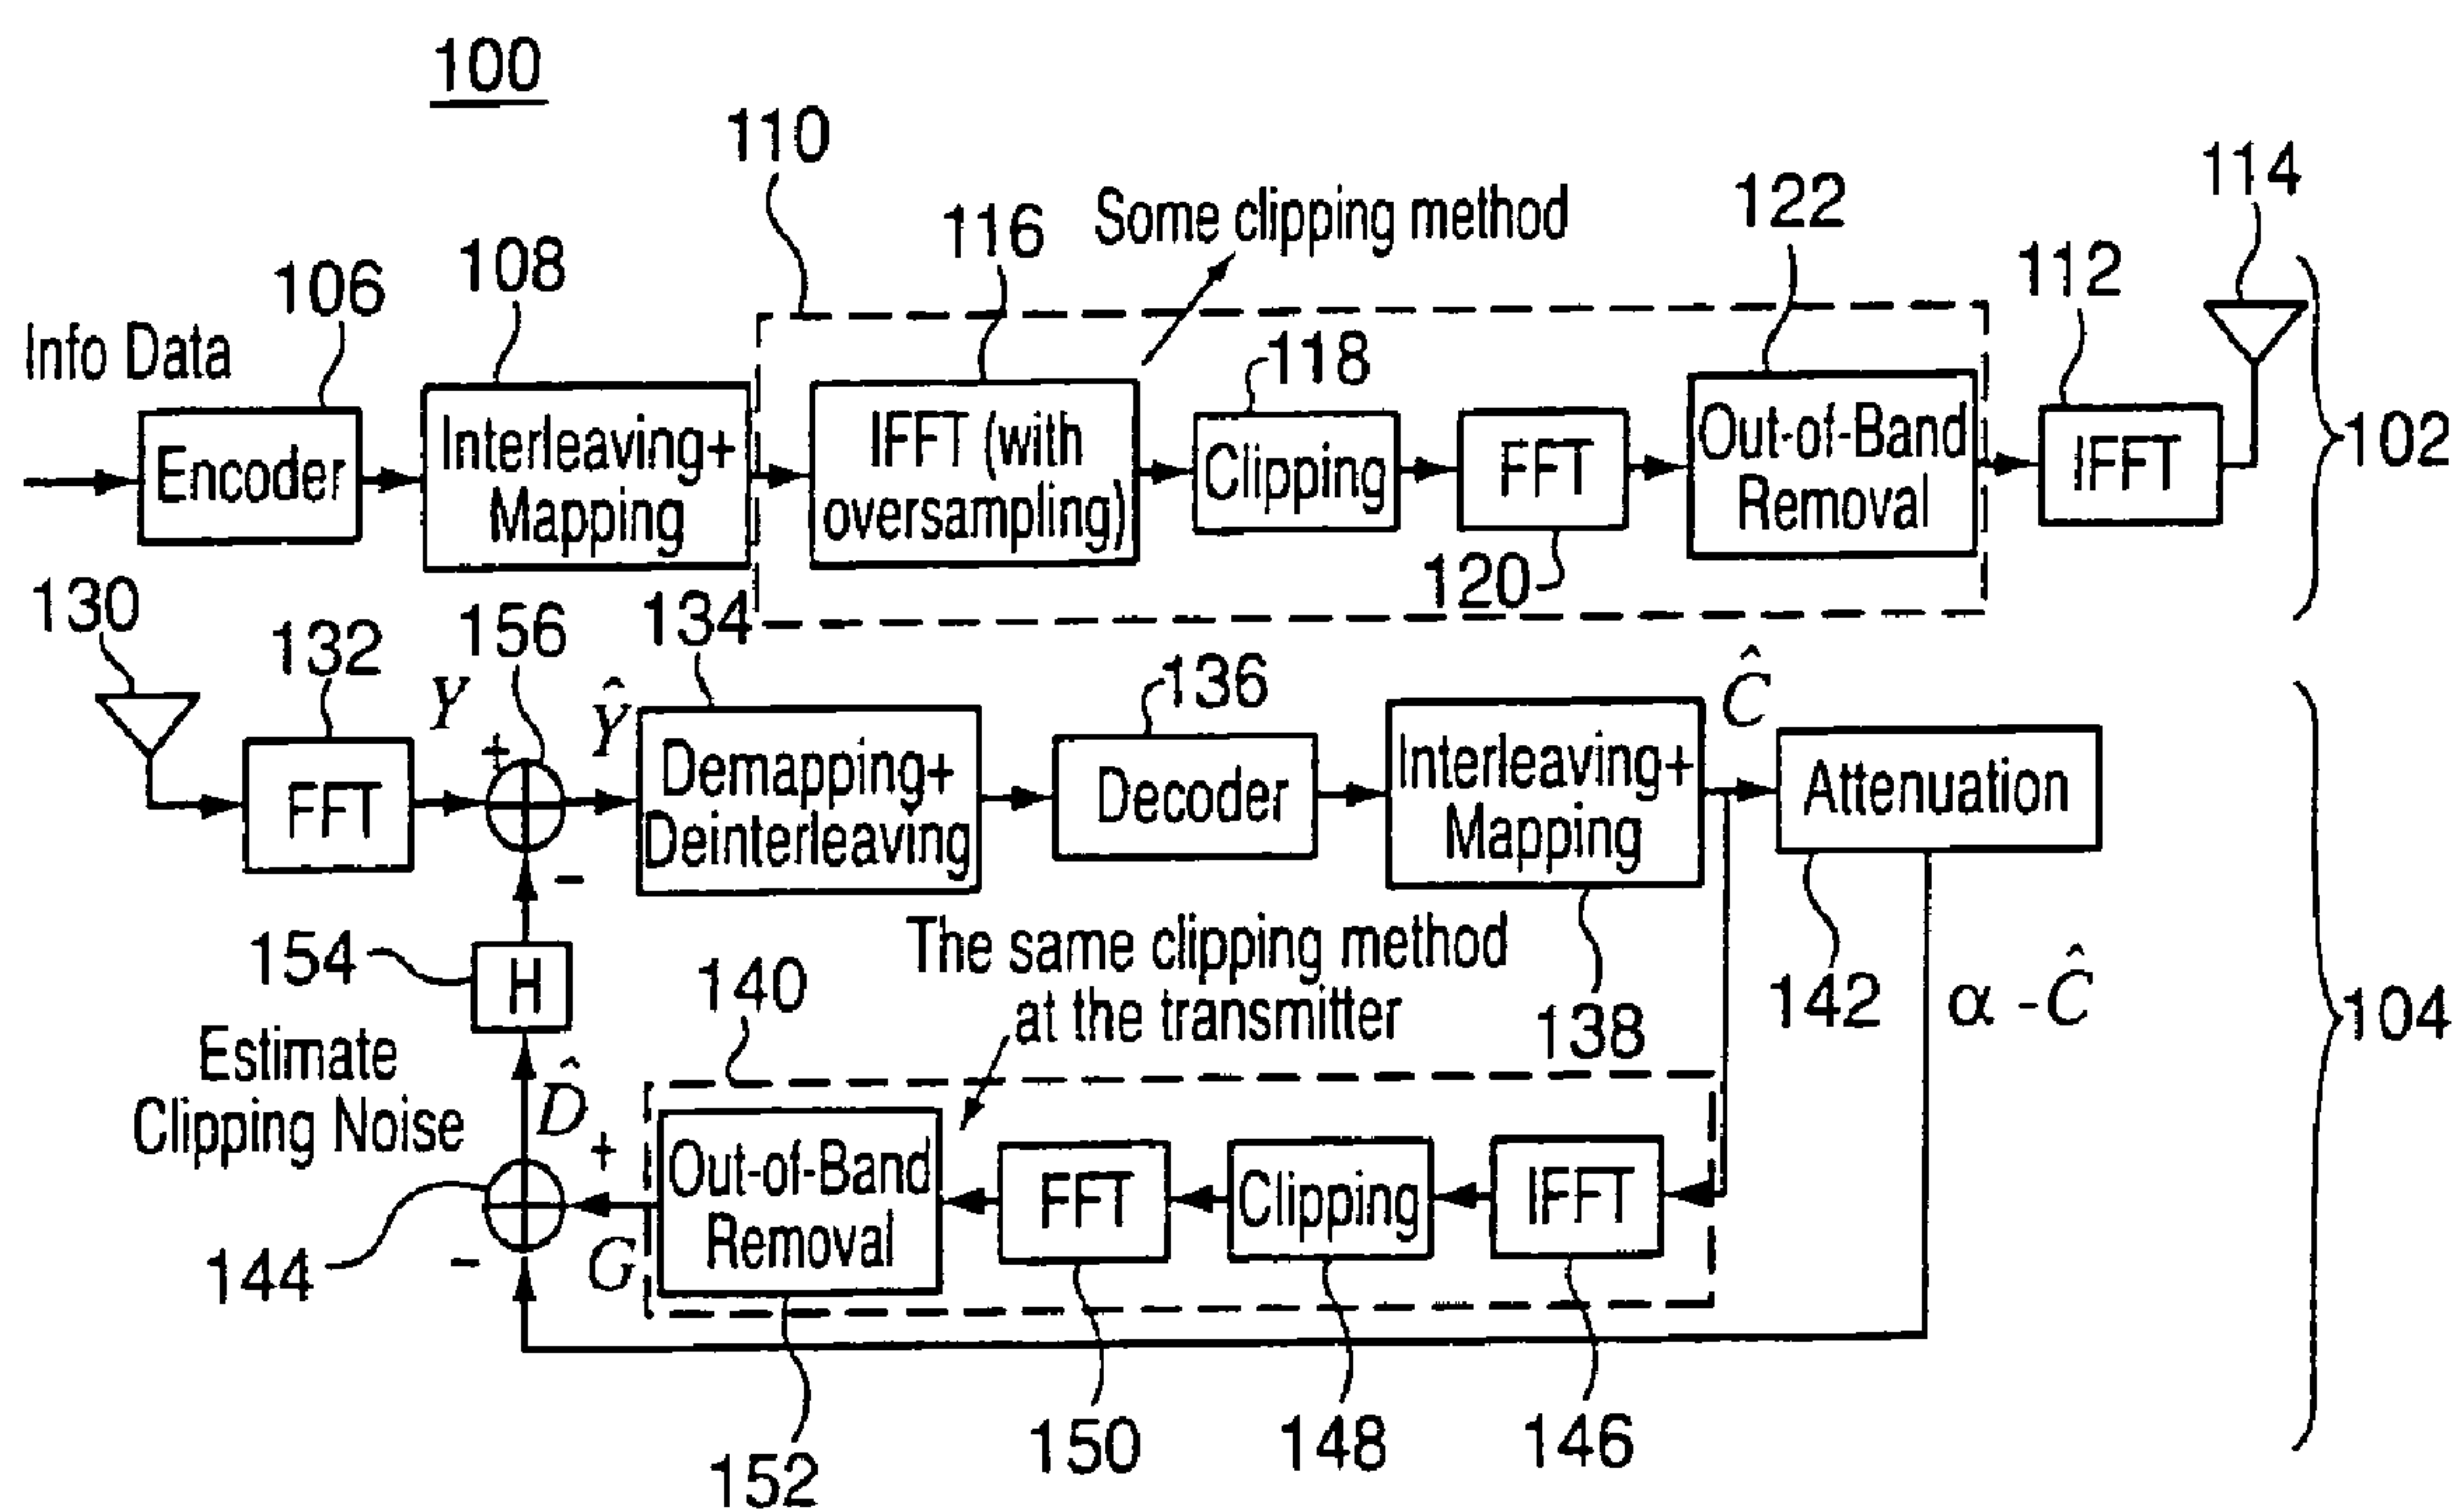 100
110
114
116
Some clipping method
122
112
108
106
Info Data
118
102
Encoder
Interleaving+
Mapping
IFFT (with
oversampling)
Clipping
FFT
Out-of-Band
Removal
IFFT
120
130
132
156
134
136
Y
+
Ŷ
Ĉ
FFT
Demapping+
Deinterleaving
Decoder
Interleaving+
Mapping
Attenuation
-
154
H
The same clipping method
at the transmitter
140
138
142
α -Ĉ
104
Estimate
Clipping Noise
D̂
+
Out-of-Band
Removal
FFT
Clipping
IFFT
144
-
G
152
150
148
146